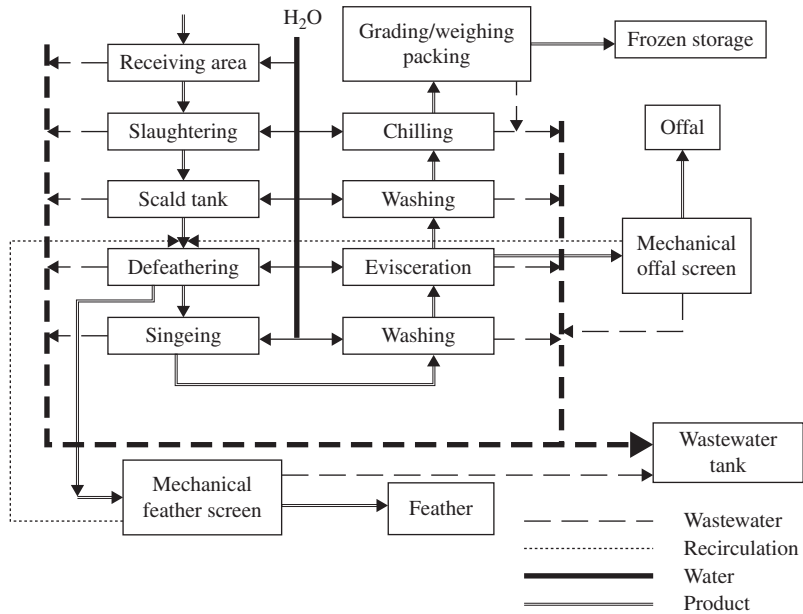 H₂O
Receiving area
Slaughtering
Scald tank
Defeathering
Singeing
Grading/weighing
packing
Chilling
Washing
Evisceration
Washing
Frozen storage
Offal
Mechanical
offal screen
Wastewater
tank
Mechanical
feather screen
Feather
Wastewater
Recirculation
Water
Product